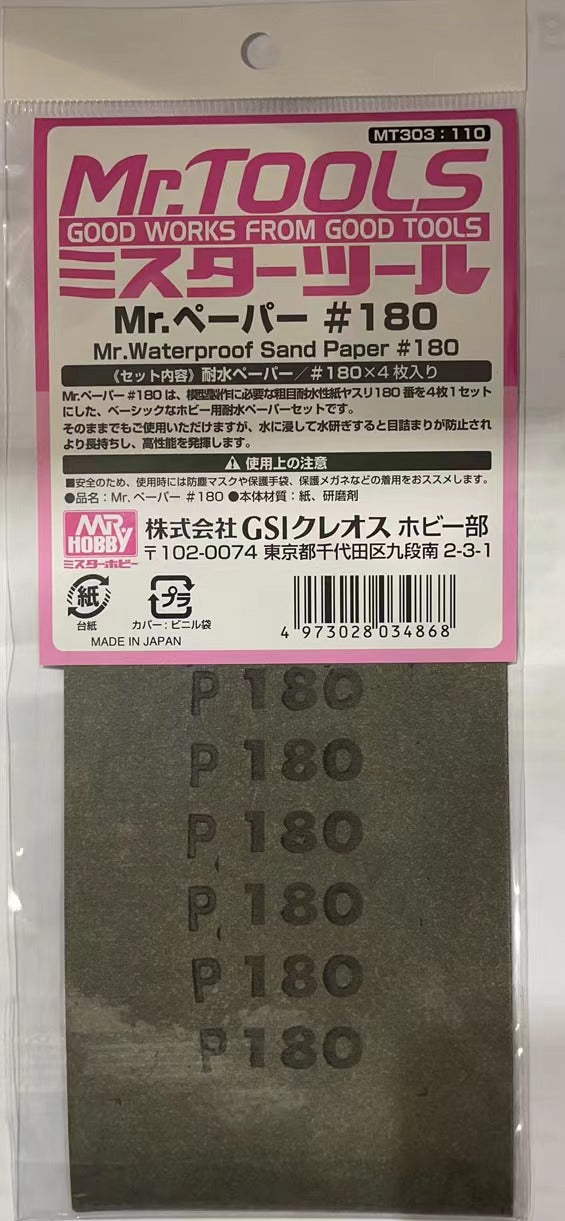 MT303：110
Mr.TOOLS
GOOD WORKS FROM GOOD TOOLS
ミスターツール
Mr.ペーパー ＃180
Mr.Waterproof Sand Paper #180
《セット内容》耐水ペーパー／＃180×4枚入り
Mr.ペーパー #180 は、模型製作に必要な粗目耐水性紙ヤスリ180 番を4枚1セット
にした、ベーシックなホビー用耐水ペーパーセットです。
そのままでもご使用いただけますが、水に浸して水研ぎすると目詰まりが防止され
より長持ちし、高性能を発揮します。
⚠ 使用上の注意
■安全のため、使用時には防塵マスクや保護手袋、保護メガネなどの着用をおススメします。
●品名：Mr. ペーパー #180 ●本体材質：紙、研磨剤
MR. HOBBY
ミスターホビー
株式会社 GSIクレオス ホビー部
〒102-0074 東京都千代田区九段南 2-3-1
紙
台紙
プラ
カバー：ビニル袋
MADE IN JAPAN
4 973028 034868
P 180
P 180
P 180
P 180
P 180
P 180